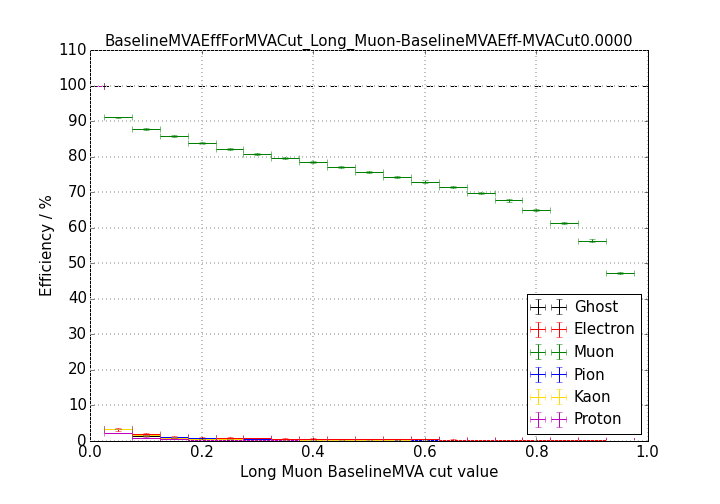 BaselineMVAEffForMVACut_Long_Muon-BaselineMVAEff-MVACut0.0000
110
100
90
80
70
60
50
40
30
20
10
0
Efficiency / %
Ghost
Electron
Muon
Pion
Kaon
Proton
0.0 0.2 0.4 0.6 0.8 1.0
Long Muon BaselineMVA cut value